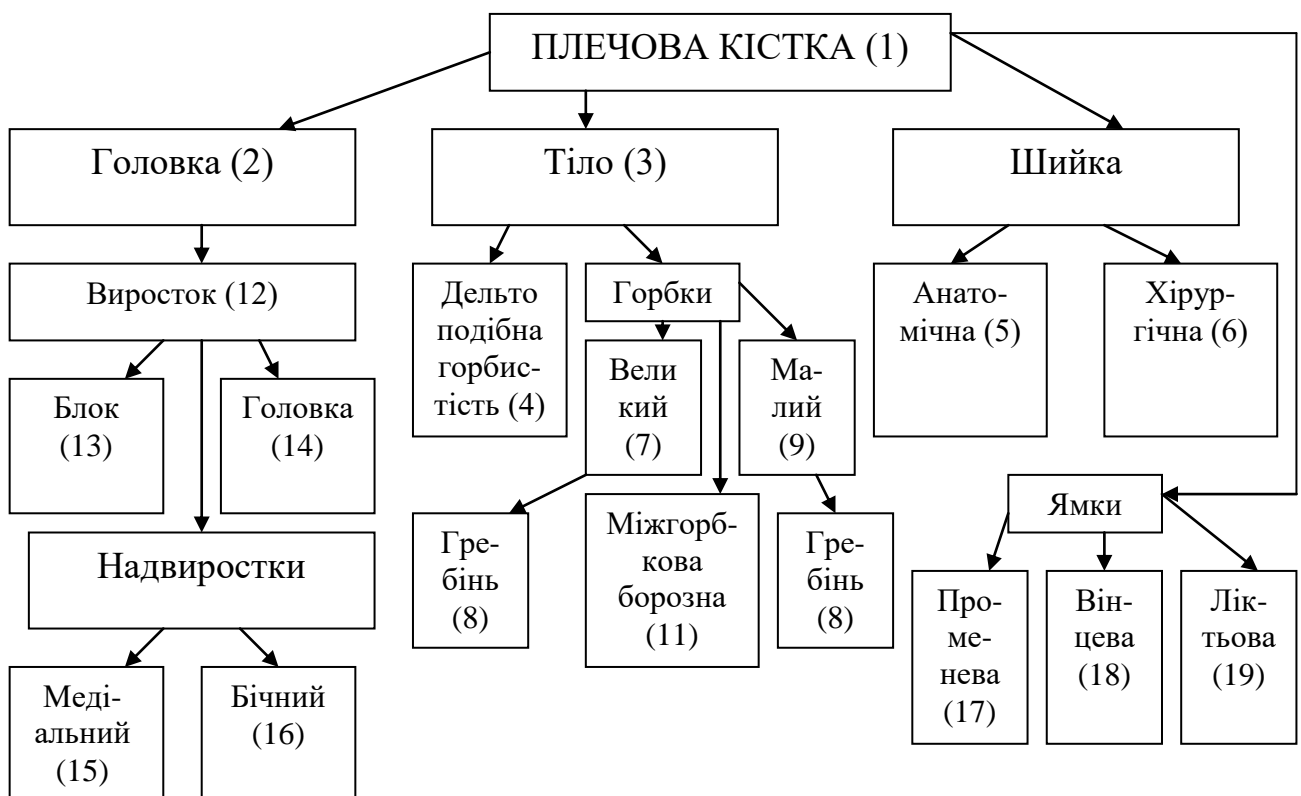 ПЛЕЧОВА КІСТКА (1)
Головка (2)
Тіло (3)
Шийка
Виросток (12)
Дельто
подібна
горбис-
тість (4)
Горбки
Анато-
мічна (5)
Хірур-
гічна (6)
Блок
(13)
Головка
(14)
Вели
кий
(7)
Ма-
лий
(9)
Надвиростки
Гре-
бінь
(8)
Міжгорб-
кова
борозна
(11)
Гре-
бінь
(8)
Ямки
Про-
ме-
нева
(17)
Він-
цева
(18)
Лік-
тьова
(19)
Меді-
альний
(15)
Бічний
(16)